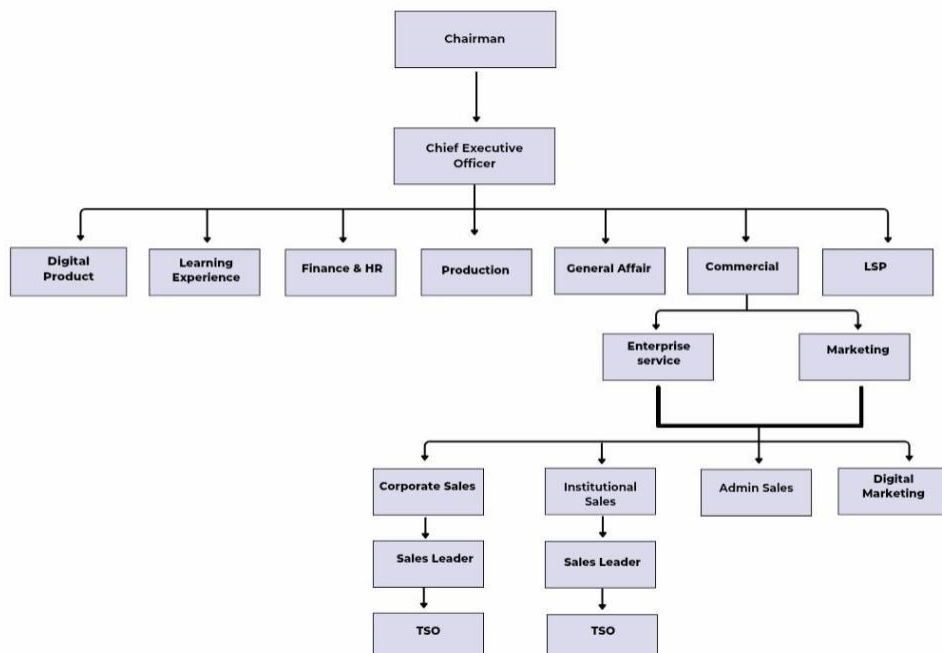 Chairman
Chief Executive
Officer
Digital
Product
Learning
Experience
Finance & HR
Production
General Affair
Commercial
LSP
Enterprise
service
Marketing
Corporate Sales
Institutional
Sales
Admin Sales
Digital
Marketing
Sales Leader
Sales Leader
TSO
TSO